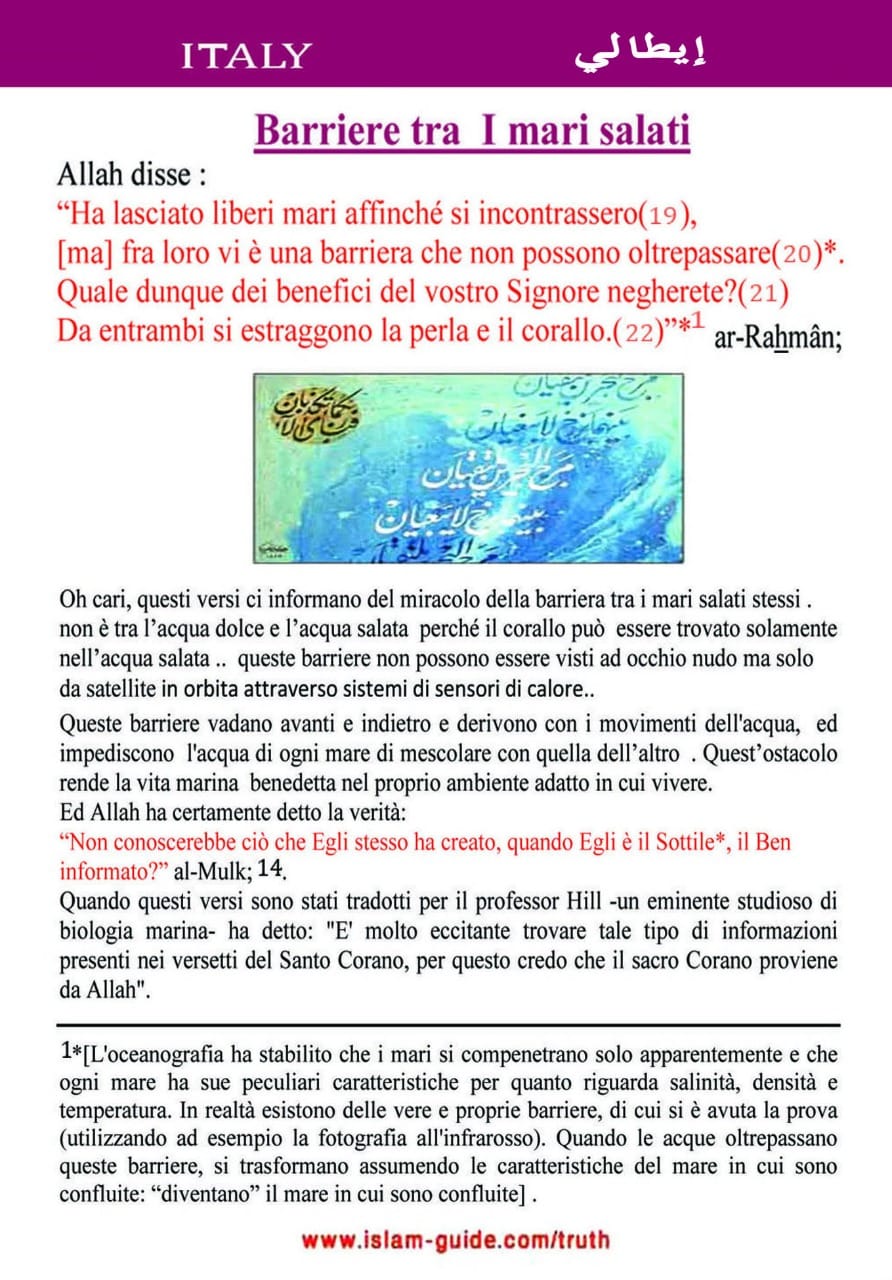 ITALY إيطالي
Barriere tra I mari salati
Allah disse :
“Ha lasciato liberi mari affinché si incontrassero(19),
[ma] fra loro vi è una barriera che non possono oltrepassare(20)*.
Quale dunque dei benefici del vostro Signore negherete?(21)
Da entrambi si estraggono la perla e il corallo.(22)”*1 ar-Rahmân;
مرج البحرين يلتقيان
بينهما برزخ لا يبغيان
Oh cari, questi versi ci informano del miracolo della barriera tra i mari salati stessi .
non è tra l’acqua dolce e l’acqua salata perché il corallo può essere trovato solamente
nell’acqua salata .. queste barriere non possono essere visti ad occhio nudo ma solo
da satellite in orbita attraverso sistemi di sensori di calore..
Queste barriere vadano avanti e indietro e derivono con i movimenti dell'acqua, ed
impediscono l'acqua di ogni mare di mescolare con quella dell’altro . Quest’ostacolo
rende la vita marina benedetta nel proprio ambiente adatto in cui vivere.
Ed Allah ha certamente detto la verità:
“Non conoscerebbe ciò che Egli stesso ha creato, quando Egli è il Sottile*, il Ben
informato?” al-Mulk; 14.
Quando questi versi sono stati tradotti per il professor Hill -un eminente studioso di
biologia marina- ha detto: "E' molto eccitante trovare tale tipo di informazioni
presenti nei versetti del Santo Corano, per questo credo che il sacro Corano proviene
da Allah".
1*[L'oceanografia ha stabilito che i mari si compenetrano solo apparentemente e che
ogni mare ha sue peculiari caratteristiche per quanto riguarda salinità, densità e
temperatura. In realtà esistono delle vere e proprie barriere, di cui si è avuta la prova
(utilizzando ad esempio la fotografia all'infrarosso). Quando le acque oltrepassano
queste barriere, si trasformano assumendo le caratteristiche del mare in cui sono
confluite: “diventano” il mare in cui sono confluite] .
www.islam-guide.com/truth